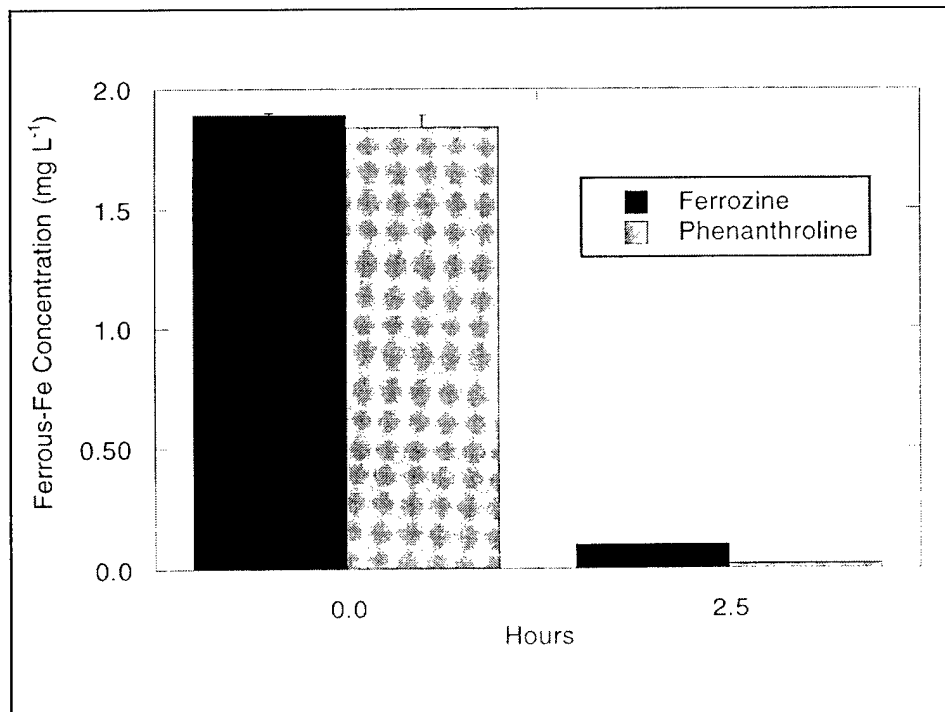 2.0
1.5
1.0
0.50
0.0
Ferrous-Fe Concentration (mg L⁻¹)
Ferrozine
Phenanthroline
0.0 2.5
Hours